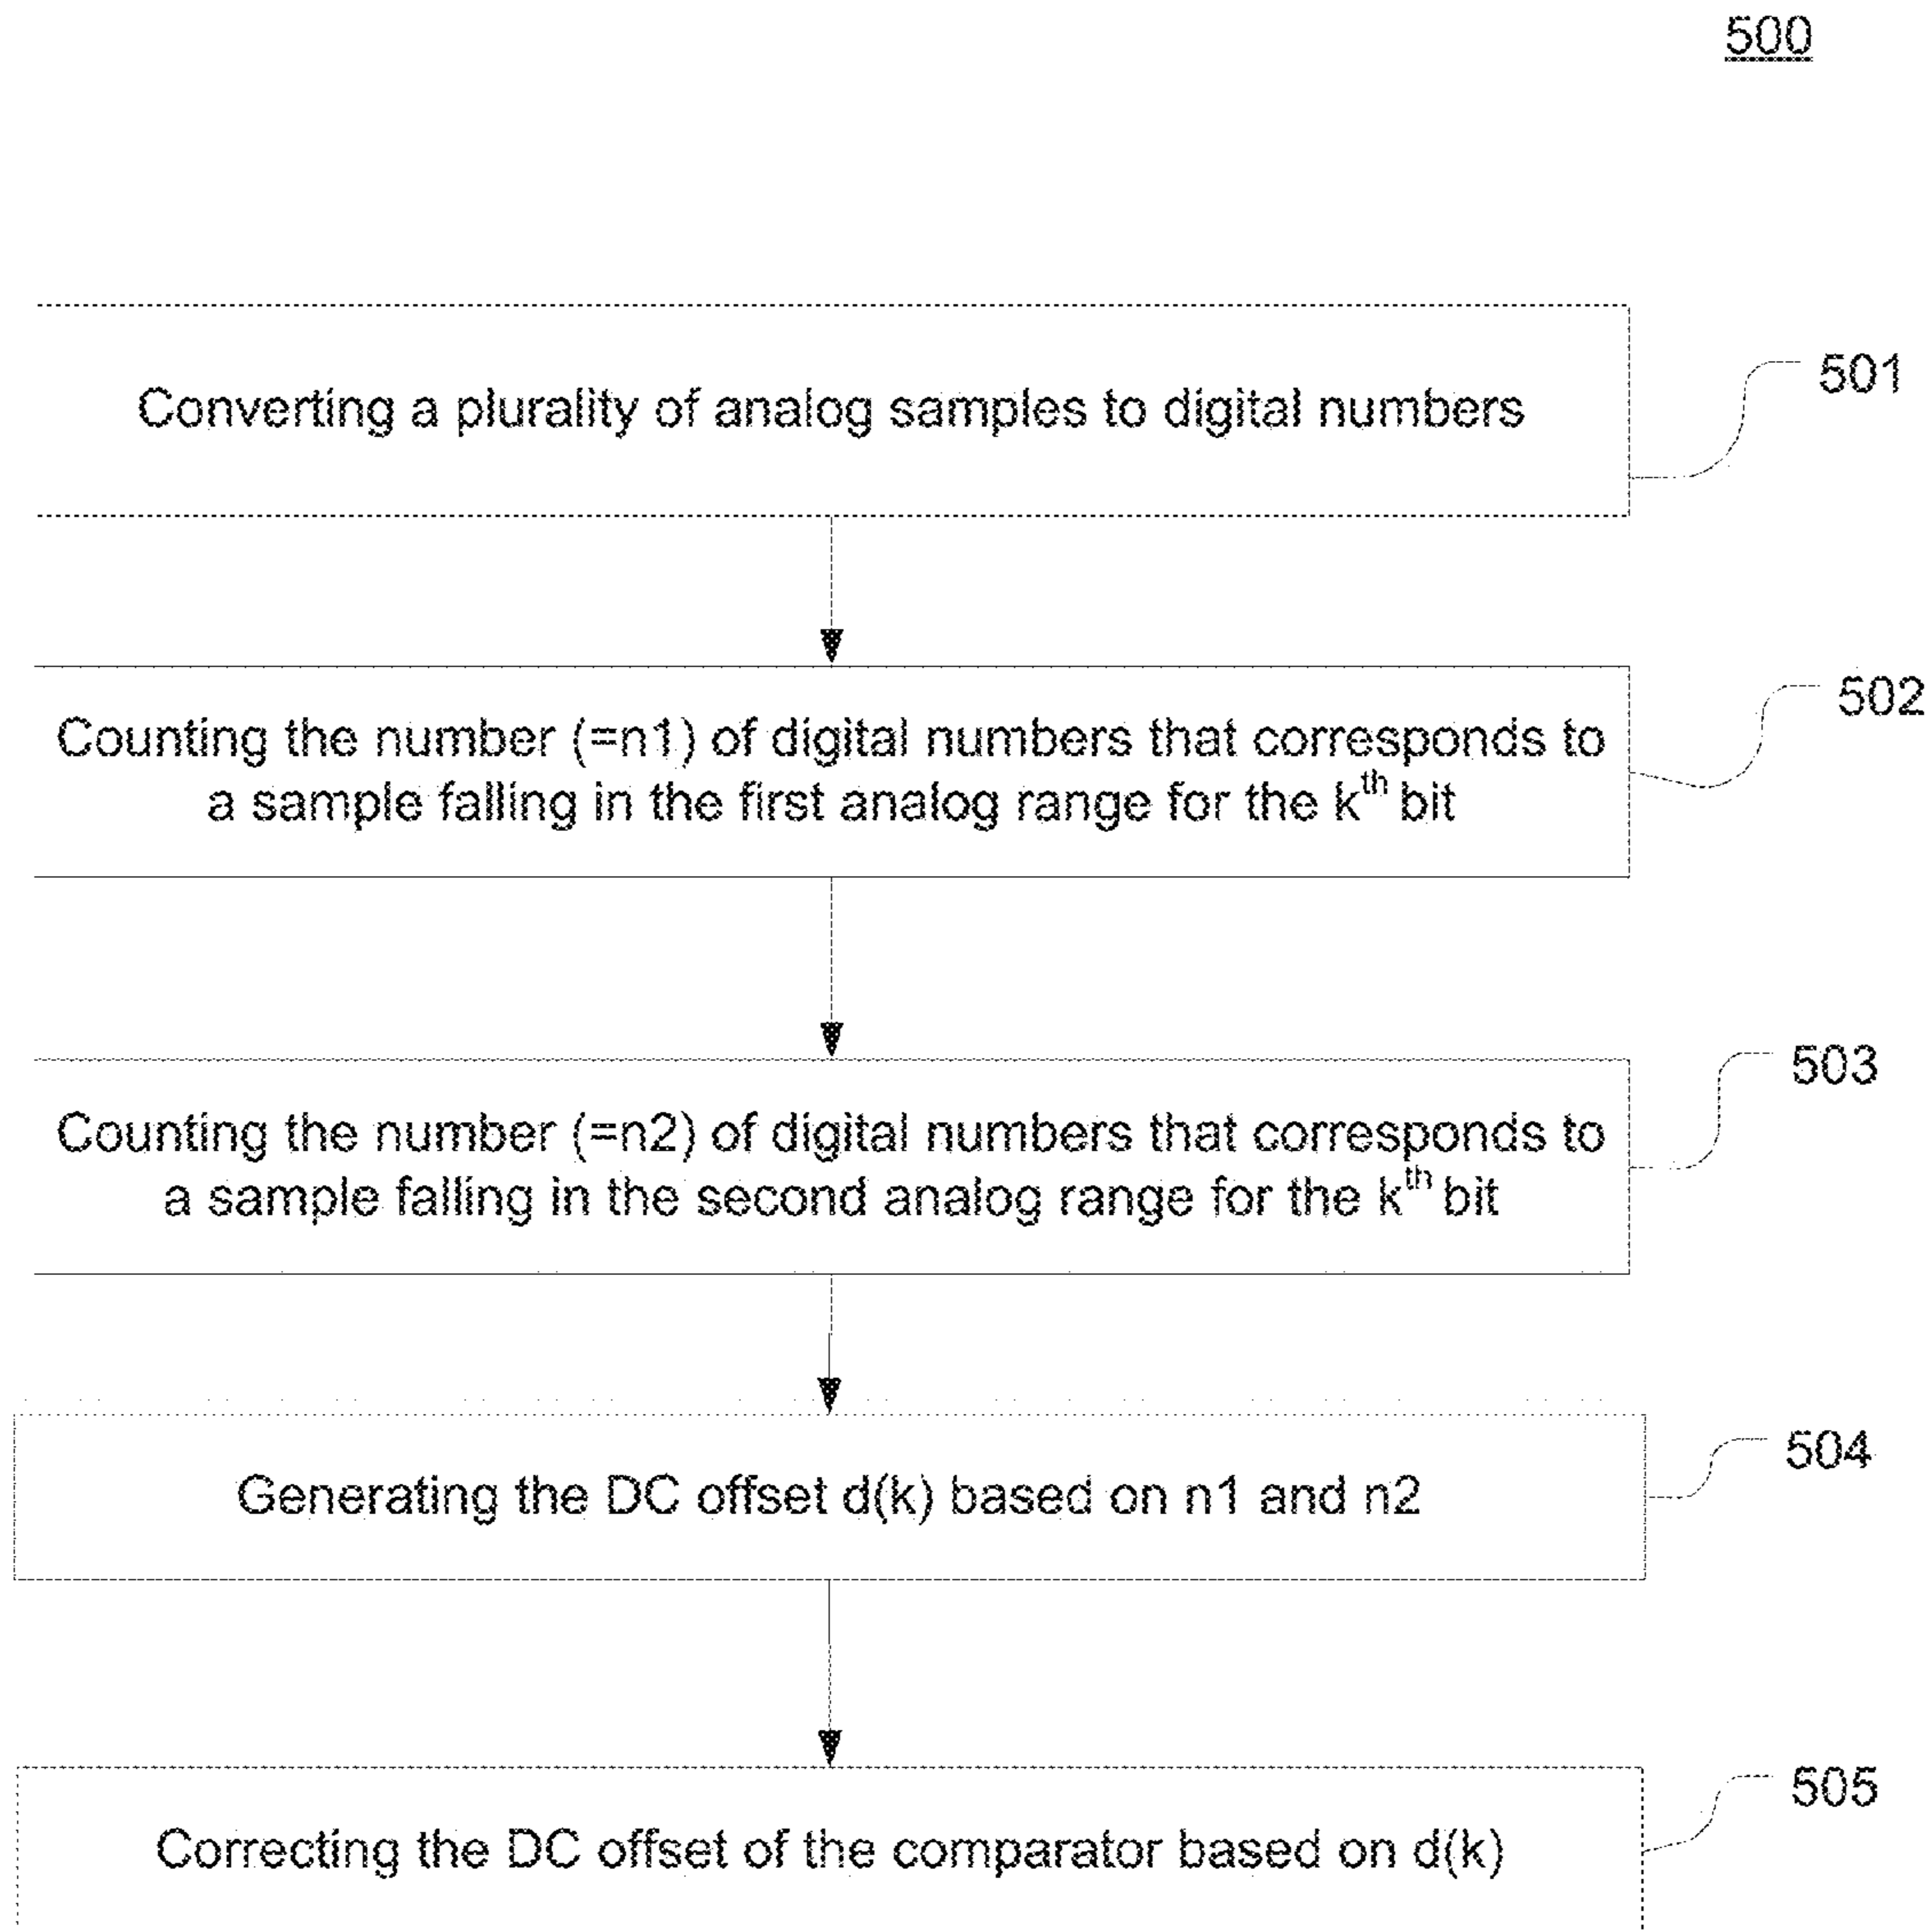 500
Converting a plurality of analog samples to digital numbers
501
Counting the number (=n1) of digital numbers that corresponds to
a sample falling in the first analog range for the kth bit
502
Counting the number (=n2) of digital numbers that corresponds to
a sample falling in the second analog range for the kth bit
503
Generating the DC offset d(k) based on n1 and n2
504
Correcting the DC offset of the comparator based on d(k)
505